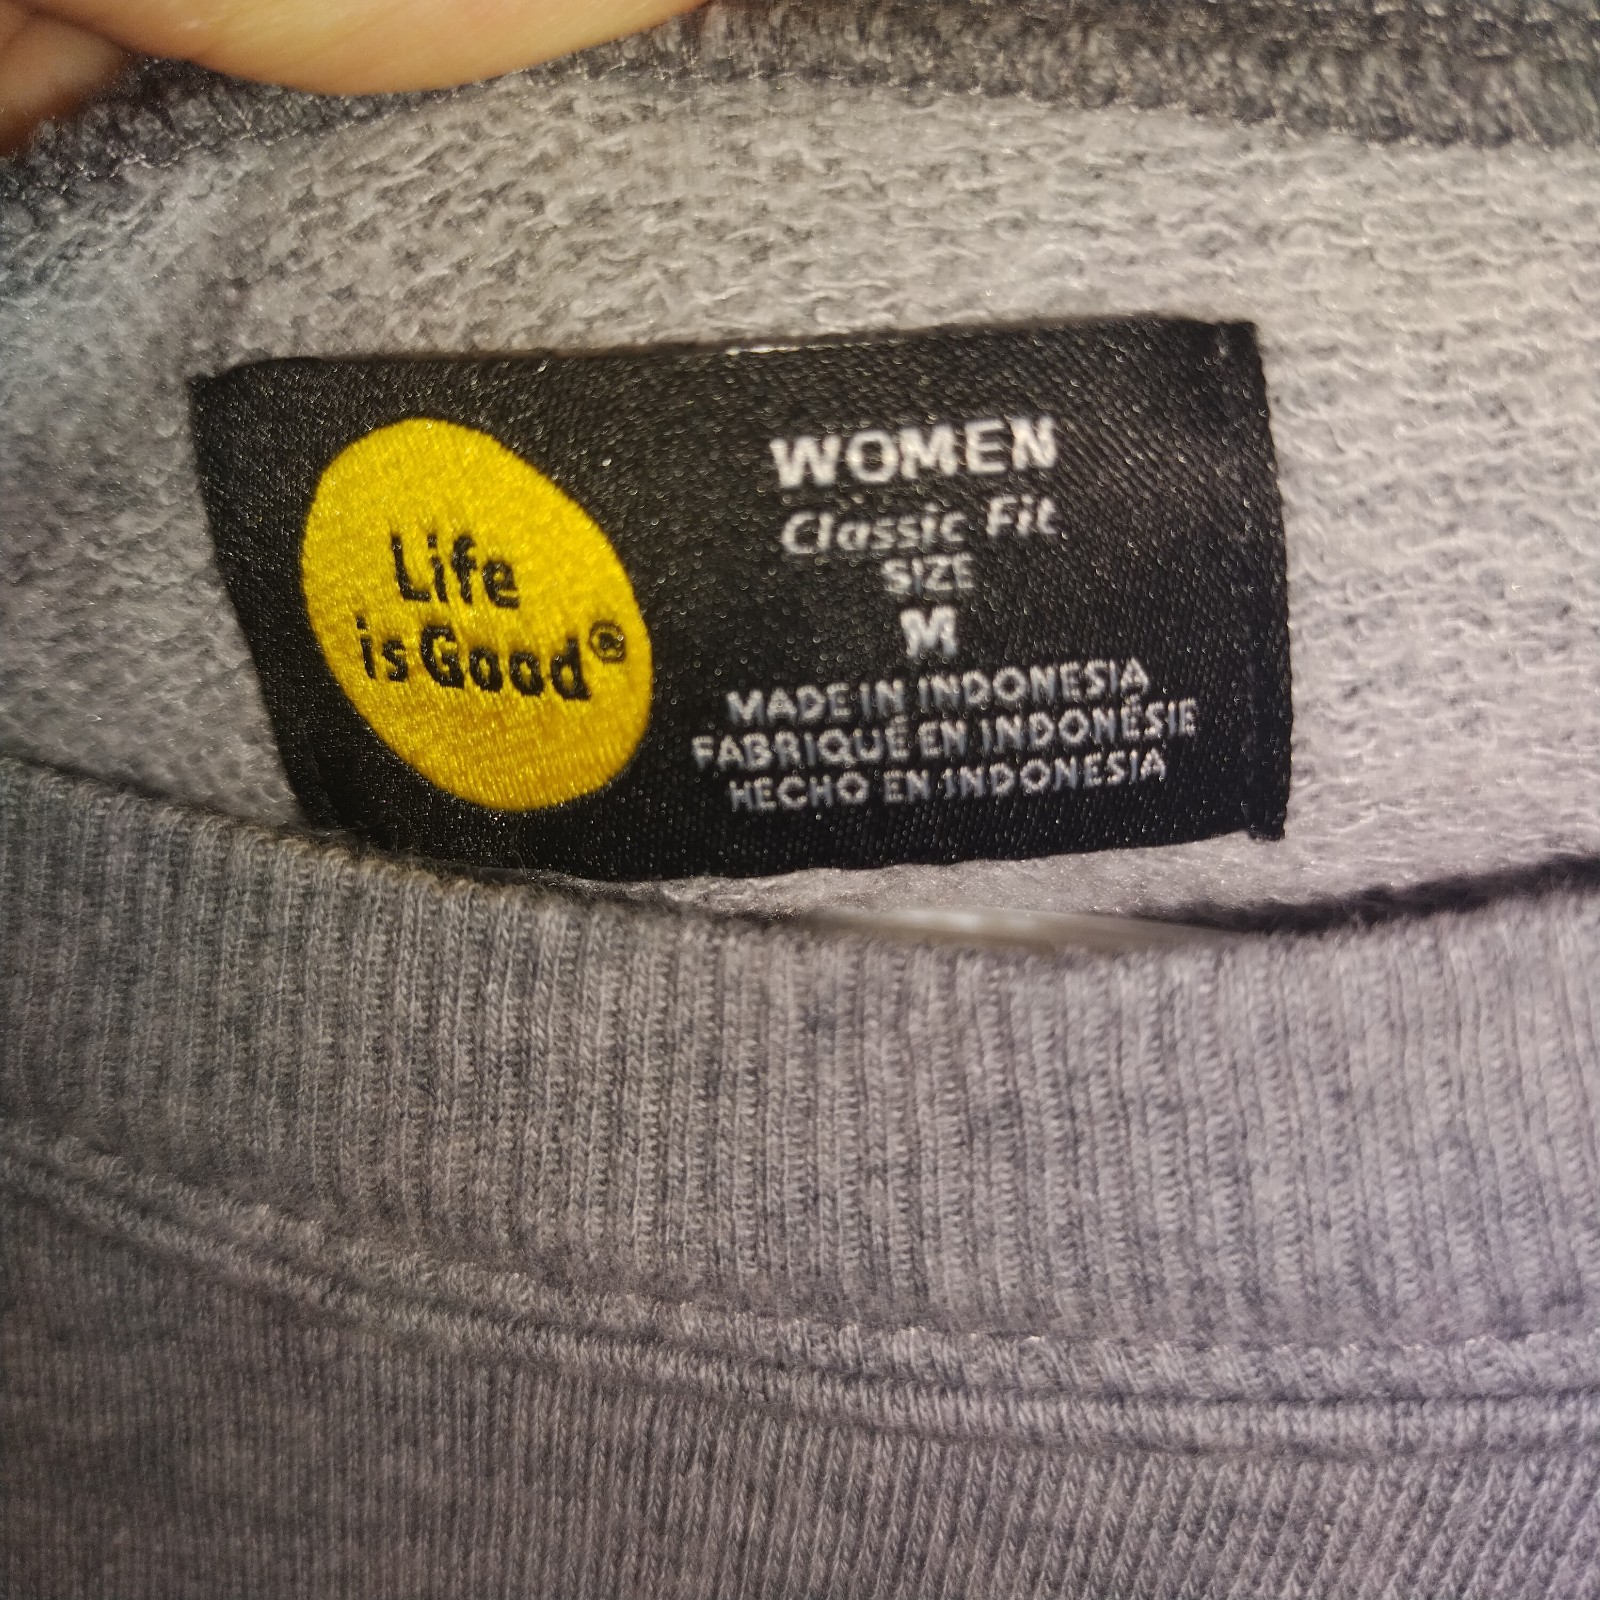 Life
is Good®
WOMEN
Classic Fit
SIZE
M
MADE IN INDONESIA
FABRIQUÉ EN INDONÉSIE
HECHO EN INDONESIA